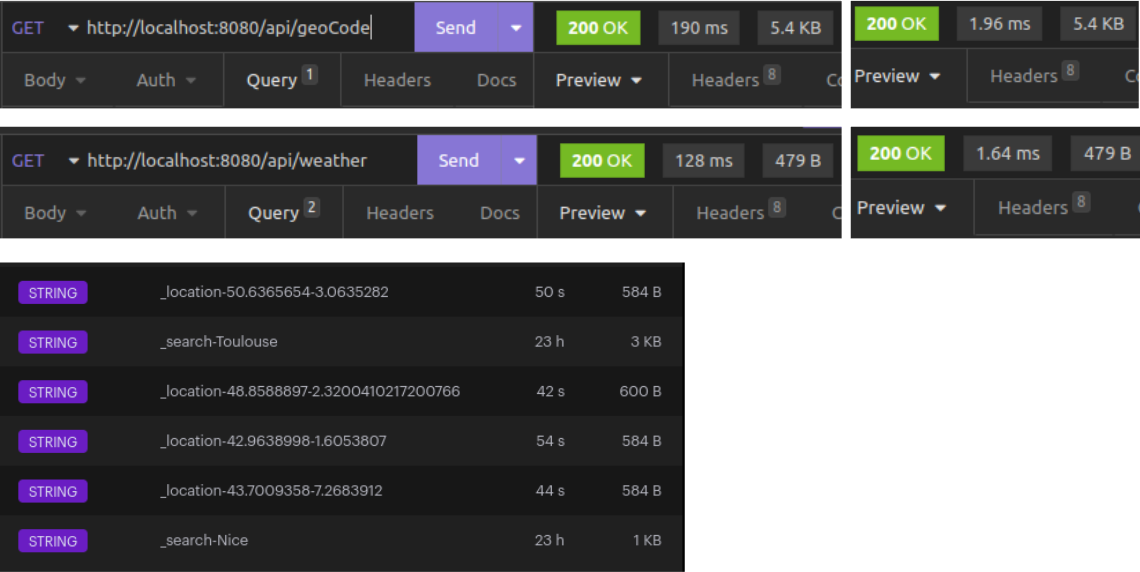 GET http://localhost:8080/api/geoCode Send 200 OK 190 ms 5.4 KB 200 OK 1.96 ms 5.4 KB
Body Auth Query 1 Headers Docs Preview Headers 8 Preview Headers 8
GET http://localhost:8080/api/weather Send 200 OK 128 ms 479 B 200 OK 1.64 ms 479 B
Body Auth Query 2 Headers Docs Preview Headers 8 Preview Headers 8
STRING _location-50.6365654-3.0635282 50 s 584 B
STRING _search-Toulouse 23 h 3 KB
STRING _location-48.8588897-2.3200410217200766 42 s 600 B
STRING _location-42.9638998-1.6053807 54 s 584 B
STRING _location-43.7009358-7.2683912 44 s 584 B
STRING _search-Nice 23 h 1 KB